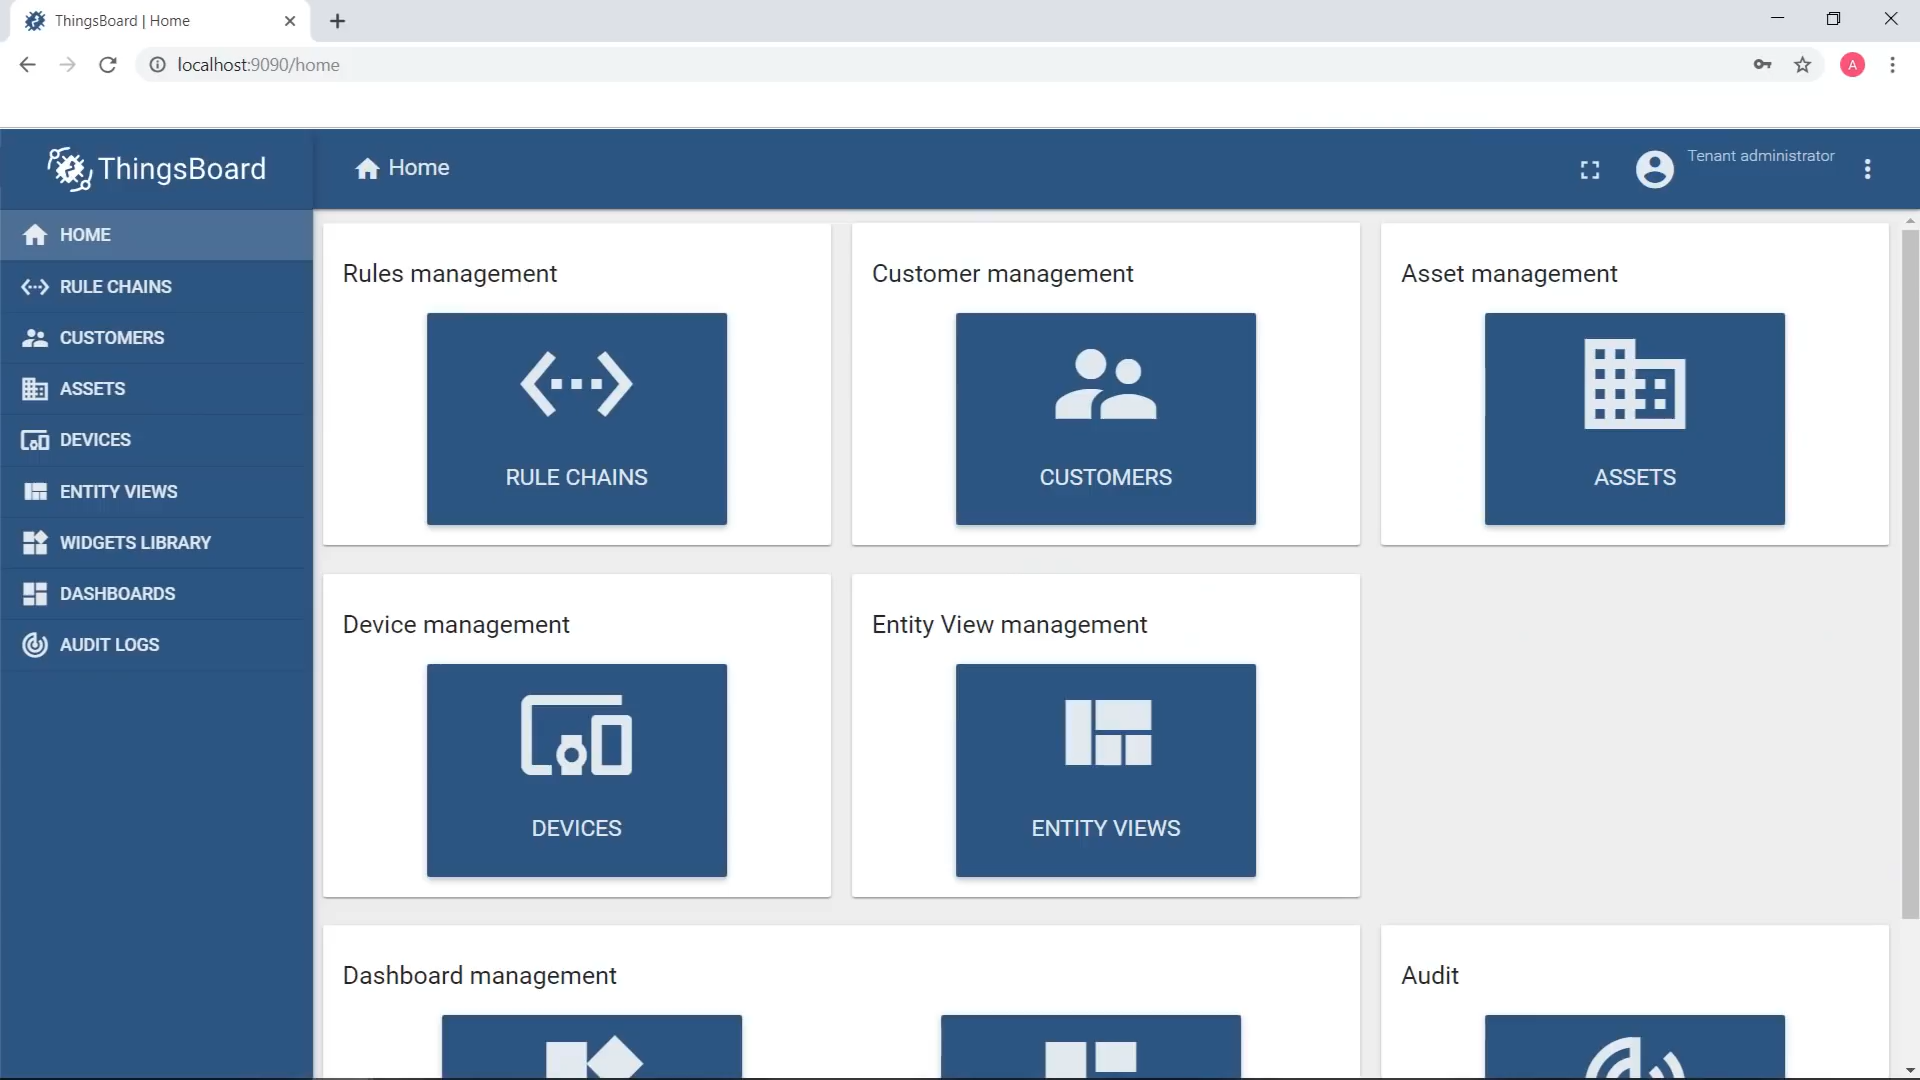 ThingsBoard | Home
localhost:9090/home
A
ThingsBoard
Home
Tenant administrator
HOME
RULE CHAINS
CUSTOMERS
ASSETS
DEVICES
ENTITY VIEWS
WIDGETS LIBRARY
DASHBOARDS
AUDIT LOGS
Rules management
RULE CHAINS
Customer management
CUSTOMERS
Asset management
ASSETS
Device management
DEVICES
Entity View management
ENTITY VIEWS
Dashboard management
Audit